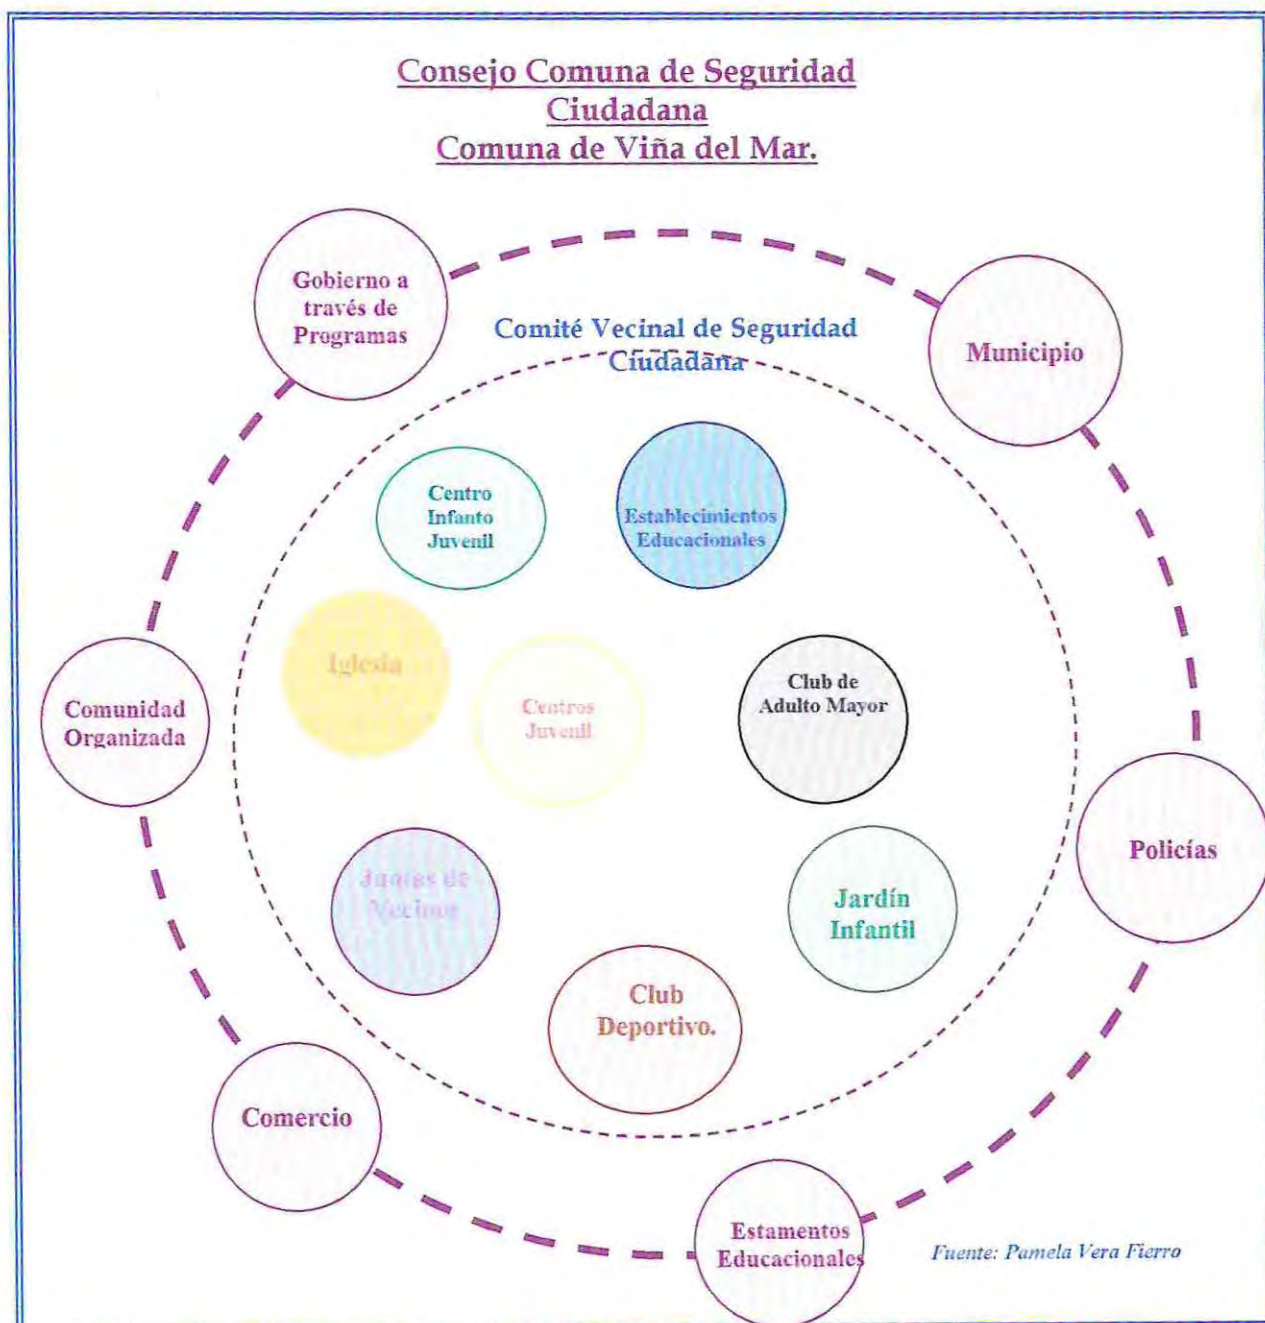 Consejo Comuna de Seguridad
Ciudadana
Comuna de Viña del Mar.
Gobierno a
través de
Programas
Municipio
Comité Vecinal de Seguridad
Ciudadana
Centro
Infanto
Juvenil
Establecimientos
Educacionales
Iglesia
Centros
Juvenil
Club de
Adulto Mayor
Comunidad
Organizada
Policías
Juntas de
Vecinos
Jardín
Infantil
Club
Deportivo.
Comercio
Estamentos
Educacionales
Fuente: Pamela Vera Fierro